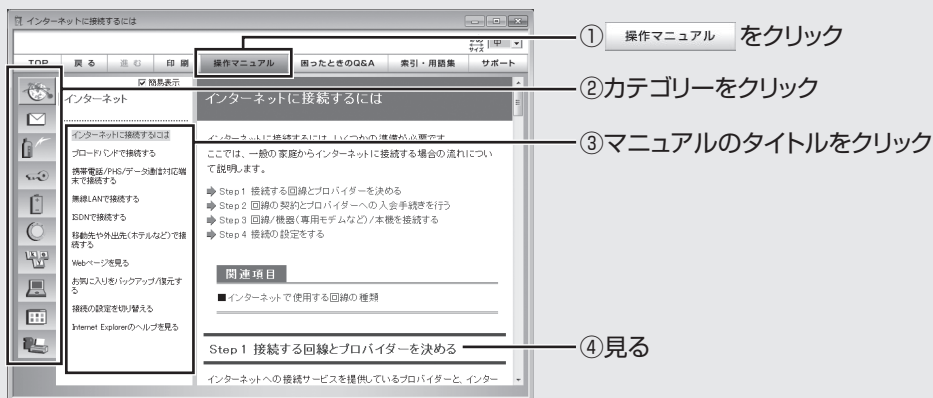 インターネットに接続するには
サイズ 中
TOP 戻る 進む 印刷 操作マニュアル 困ったときのQ&A 索引・用語集 サポート
簡易表示
インターネット
インターネットに接続するには
ブロードバンドで接続する
携帯電話/PHS/データ通信対応端
末で接続する
無線LANで接続する
ISDNで接続する
移動先や外出先(ホテルなど)で接
続する
Webページを見る
お気に入りをバックアップ/復元す
る
接続の設定を切り替える
Internet Explorerのヘルプを見る
インターネットに接続するには
インターネットに接続するには、いくつかの準備が必要です。
ここでは、一般の家庭からインターネットに接続する場合の流れについ
て説明します。
Step1 接続する回線とプロバイダーを決める
Step2 回線の契約とプロバイダーへの入会手続きを行う
Step3 回線/機器(専用モデムなど)/本機を接続する
Step4 接続の設定をする
関連項目
■インターネットで使用する回線の種類
Step1 接続する回線とプロバイダーを決める
インターネットへの接続サービスを提供しているプロバイダーと、インター
① 操作マニュアル をクリック
②カテゴリーをクリック
③マニュアルのタイトルをクリック
④見る